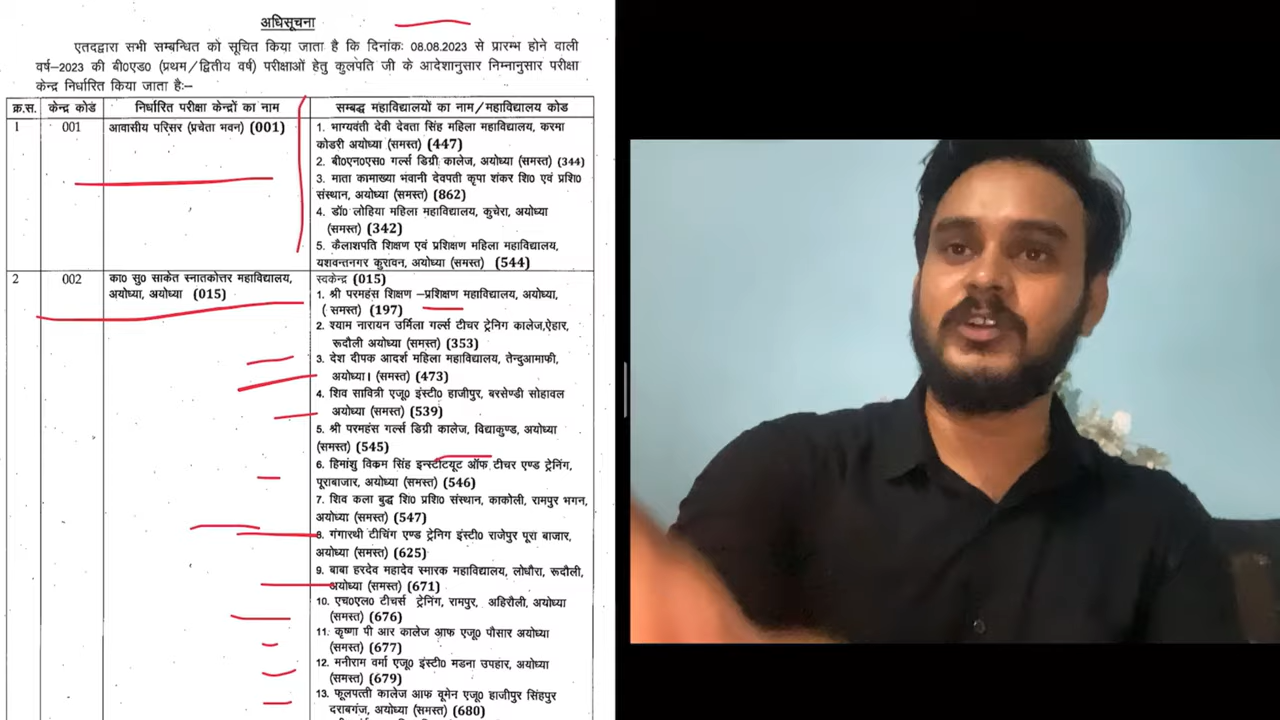 अधिसूचना
एतदद्वारा सभी सम्बन्धित को सूचित किया जाता है कि दिनांकः 08.08.2023 से प्रारम्भ होने वाली
वर्ष–2023 की बी0एड0 (प्रथम/द्वितीय वर्ष) परीक्षाओं हेतु कुलपति जी के आदेशानुसार निम्नानुसार परीक्षा
केन्द्र निर्धारित किया जाता हैः–
क्र.स. केन्द्र कोड निर्धारित परीक्षा केन्द्रों का नाम सम्बद्ध महाविद्यालयों का नाम/महाविद्यालय कोड
1 001 आवासीय परिसर (प्रचेता भवन) (001)
1. भाग्यवंती देवी देवता सिंह महिला महाविद्यालय, करमा
कोडरी अयोध्या (समस्त) (447)
2. बी0एन0एस0 गर्ल्स डिग्री कालेज, अयोध्या (समस्त) (344)
3. माता कामाख्या भवानी देवपती कृपा शंकर शि0 एवं प्रशि0
संस्थान, अयोध्या (समस्त) (862)
4. डॉ0 लोहिया महिला महाविद्यालय, कुचेरा, अयोध्या
(समस्त) (342)
5. कैलाशपति शिक्षण एवं प्रशिक्षण महिला महाविद्यालय,
यशवन्तनगर कुरावन, अयोध्या (समस्त) (544)
2 002 का0 सु0 साकेत स्नातकोत्तर महाविद्यालय,
अयोध्या, अयोध्या (015)
स्वकेन्द्र (015)
1. श्री परमहंस शिक्षण –प्रशिक्षण महाविद्यालय, अयोध्या,
( समस्त) (197)
2. श्याम नारायन उर्मिला गर्ल्स टीचर ट्रेनिग कालेज,ऐहार,
रूदौली अयोध्या (समस्त) (353)
3. देश दीपक आदर्श महिला महाविद्यालय, तेन्दुआमाफी,
अयोध्या। (समस्त) (473)
4. शिव सावित्री एजू0 इंस्टी0 हाजीपुर, बरसेण्डी सोहावल
अयोध्या (समस्त) (539)
5. श्री परमहंस गर्ल्स डिग्री कालेज, विद्याकुण्ड, अयोध्या
(समस्त) (545)
6. हिमांशु विकम सिंह इन्स्टीटयूट ऑफ टीचर एण्ड ट्रेनिंग,
पूराबाजार, अयोध्या (समस्त) (546)
7. शिव कला बुद्ध शि0 प्रशि0 संस्थान, काकोली, रामपुर भगन,
अयोध्या (समस्त) (547)
8. गंगारथी टीचिंग एण्ड ट्रेनिग इंस्टी0 राजेपुर पूरा बाजार,
अयोध्या (समस्त) (625)
9. बाबा हरदेव महादेव स्मारक महाविद्यालय, लोधौरा, रूदौली,
अयोध्या (समस्त) (671)
10. एच0एल0 टीचर्स ट्रेनिंग, रामपुर, अहिरौली, अयोध्या
(समस्त) (676)
11. कृष्णा पी आर कालेज आफ एजू0 पौसार अयोध्या
(समस्त) (677)
12. मनीराम वर्मा एजू0 इंस्टी0 मडना उपहार, अयोध्या
(समस्त) (679)
13. फूलपत्ती कालेज आफ वूमेन एजू0 हाजीपुर सिंहपुर
दराबगंज, अयोध्या (समस्त) (680)